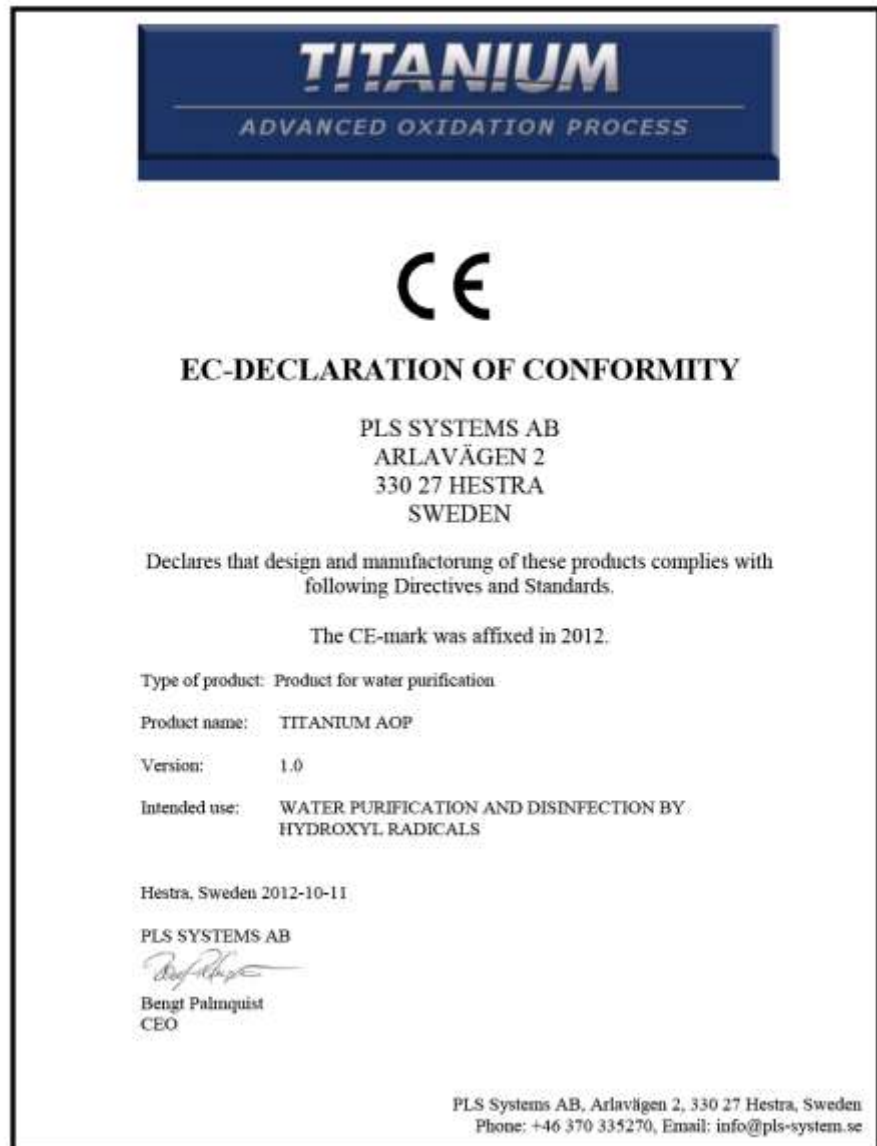 TITANIUM
ADVANCED OXIDATION PROCESS
CE
EC-DECLARATION OF CONFORMITY
PLS SYSTEMS AB
ARLAVÄGEN 2
330 27 HESTRA
SWEDEN
Declares that design and manufactorung of these products complies with
following Directives and Standards.
The CE-mark was affixed in 2012.
Type of product: Product for water purification
Product name: TITANIUM AOP
Version: 1.0
Intended use: WATER PURIFICATION AND DISINFECTION BY
HYDROXYL RADICALS
Hestra, Sweden 2012-10-11
PLS SYSTEMS AB
Bengt Palmquist
CEO
PLS Systems AB, Arlavägen 2, 330 27 Hestra, Sweden
Phone: +46 370 335270, Email: info@pls-system.se